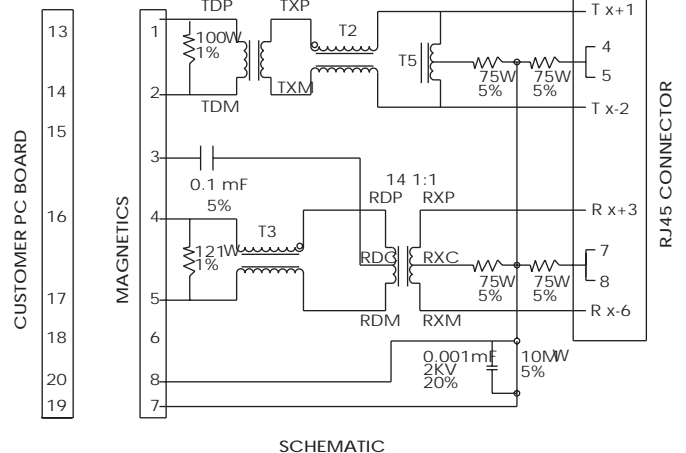 TDP
TXP
T x+1
13
1
100W
1%
T2
T5
4
5
75W
5%
75W
5%
14
2
TDM
TXM
T x-2
15
3
0.1 mF
5%
14 1:1
RDP
RXP
16
4
T3
R x+3
121W
1%
RDC
RXC
7
8
75W
5%
75W
5%
17
5
RDM
RXM
R x-6
18
6
0.001mF
2KV
20%
10MW
5%
20
8
19
7
CUSTOMER PC BOARD
MAGNETICS
RJ45 CONNECTOR
SCHEMATIC